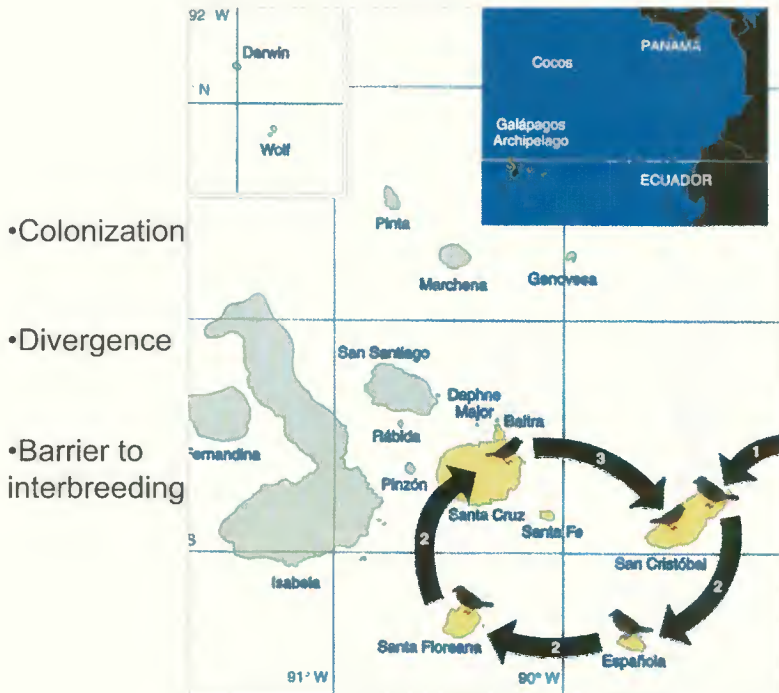 92 W
Darwin
N
Wolf
PANAMÁ
Cocos
Galápagos
Archipelago
ECUADOR
•Colonization
Pinta
Marchena
Genovesa
•Divergence
San Santiago
Daphne
Major
Baltra
•Barrier to
interbreeding
Fernandina
Rábida
Pinzón
3
1
Santa Cruz
Santa Fe
S
2
San Cristóbal
Isabela
2
Santa Floreana
2
Española
91° W
90° W